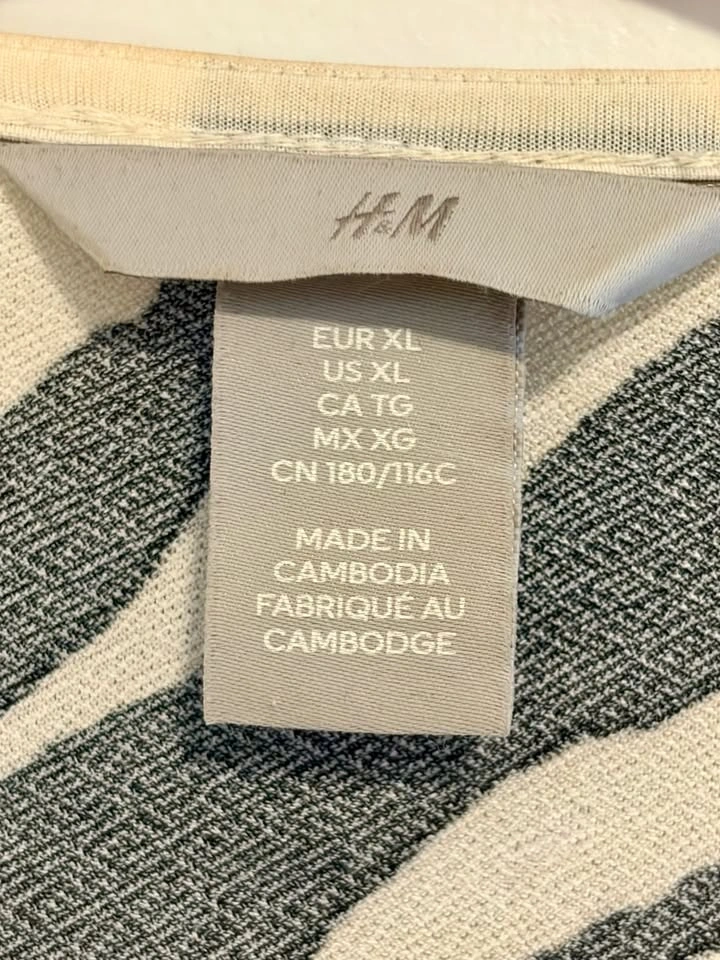 H&M
EUR XL
US XL
CA TG
MX XG
CN 180/116C
MADE IN
CAMBODIA
FABRIQUÉ AU
CAMBODGE